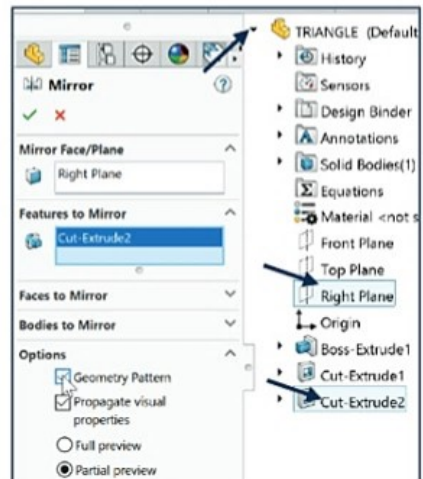 Mirror
Mirror Face/Plane
Right Plane
Features to Mirror
Cut-Extrude2
Faces to Mirror
Bodies to Mirror
Options
Geometry Pattern
Propagate visual
properties
Full preview
Partial preview
TRIANGLE (Default
History
Sensors
Design Binder
Annotations
Solid Bodies(1)
Equations
Material <not s
Front Plane
Top Plane
Right Plane
Origin
Boss-Extrude1
Cut-Extrude1
Cut-Extrude2